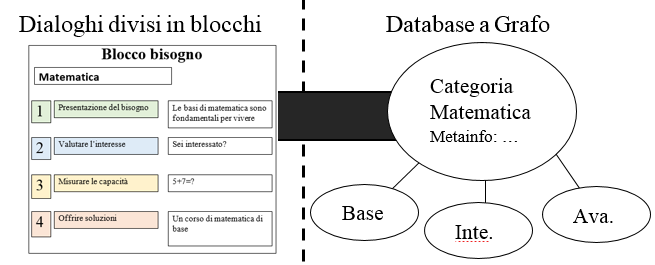 Dialoghi divisi in blocchi
Blocco bisogno
Matematica
1
Presentazione del bisogno
Le basi di matematica sono
fondamentali per vivere
2
Valutare l'interesse
Sei interessato?
3
Misurare le capacità
5+7=?
4
Offrire soluzioni
Un corso di matematica di
base
Database a Grafo
Categoria
Matematica
Metainfo: …
Base
Inte.
Ava.